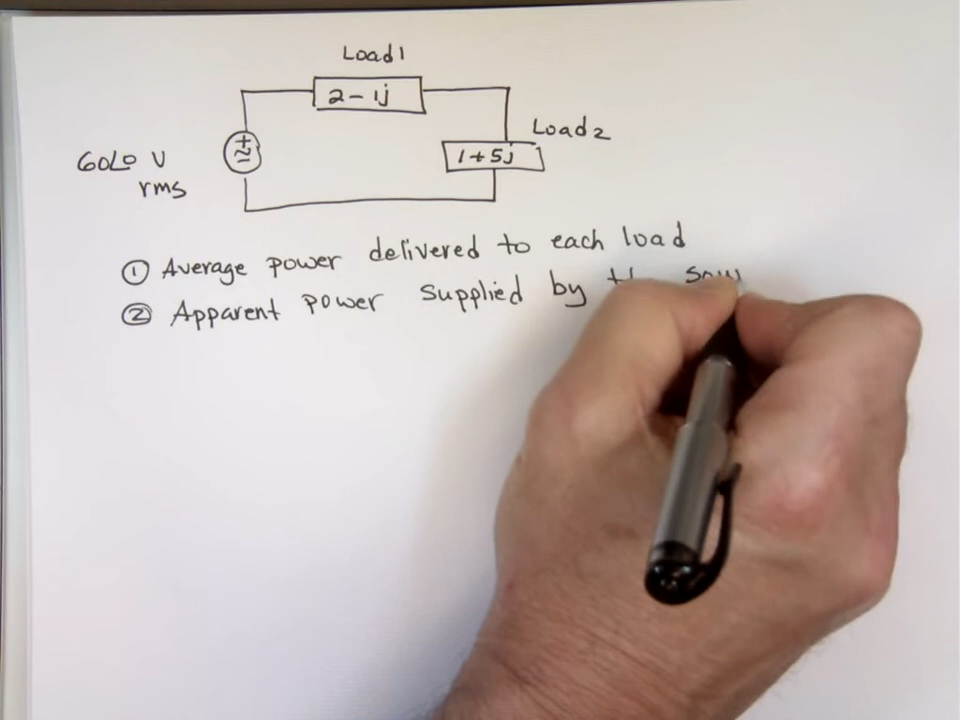 Load1
2-1j
Load2
60∠0 V
1+5j
rms
① Average power delivered to each load
② Apparent power supplied by